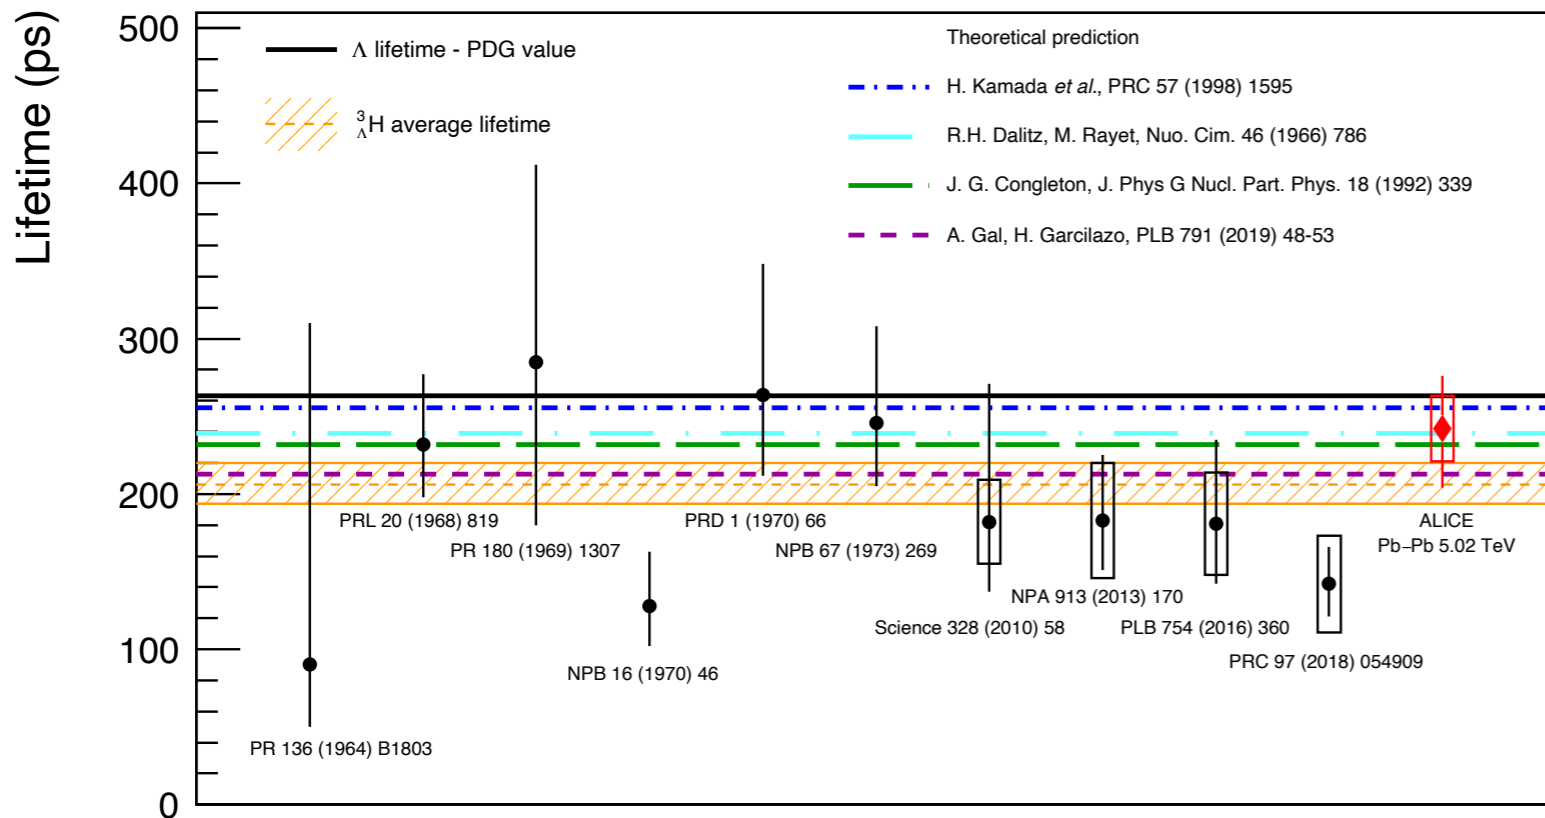 Lifetime (ps)
500
400
300
200
100
0
Λ lifetime - PDG value
³ΛH average lifetime
Theoretical prediction
H. Kamada et al., PRC 57 (1998) 1595
R.H. Dalitz, M. Rayet, Nuo. Cim. 46 (1966) 786
J. G. Congleton, J. Phys G Nucl. Part. Phys. 18 (1992) 339
A. Gal, H. Garcilazo, PLB 791 (2019) 48-53
PRL 20 (1968) 819
PRD 1 (1970) 66
ALICE
Pb–Pb 5.02 TeV
PR 180 (1969) 1307
NPB 67 (1973) 269
NPA 913 (2013) 170
Science 328 (2010) 58
PLB 754 (2016) 360
PRC 97 (2018) 054909
NPB 16 (1970) 46
PR 136 (1964) B1803